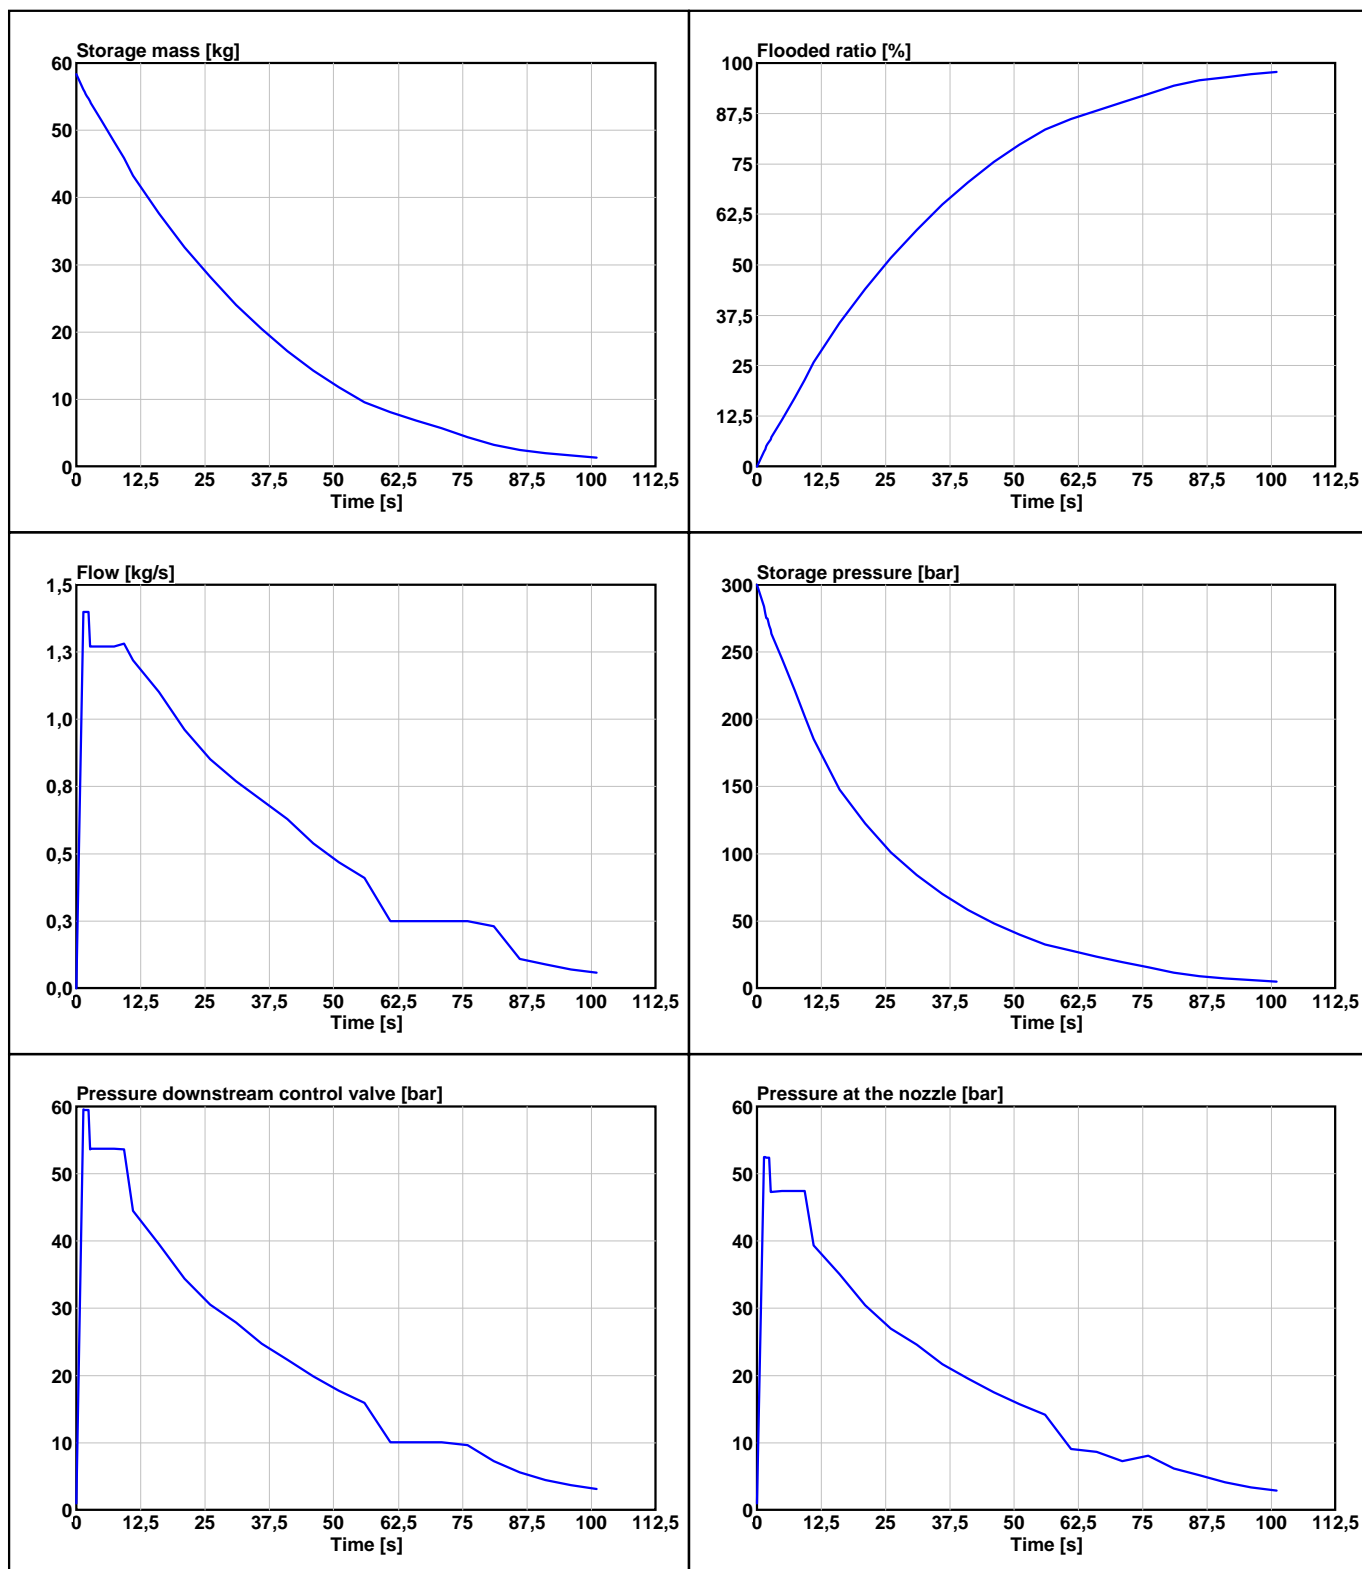 Storage mass [kg]
60
50
40
30
20
10
0
0 12,5 25 37,5 50 62,5 75 87,5 100 112,5
Time [s]
Flooded ratio [%]
100
87,5
75
62,5
50
37,5
25
12,5
0
0 12,5 25 37,5 50 62,5 75 87,5 100 112,5
Time [s]
Flow [kg/s]
1,5
1,3
1,0
0,8
0,5
0,3
0,0
0 12,5 25 37,5 50 62,5 75 87,5 100 112,5
Time [s]
Storage pressure [bar]
300
250
200
150
100
50
0
0 12,5 25 37,5 50 62,5 75 87,5 100 112,5
Time [s]
Pressure downstream control valve [bar]
60
50
40
30
20
10
0
0 12,5 25 37,5 50 62,5 75 87,5 100 112,5
Time [s]
Pressure at the nozzle [bar]
60
50
40
30
20
10
0
0 12,5 25 37,5 50 62,5 75 87,5 100 112,5
Time [s]